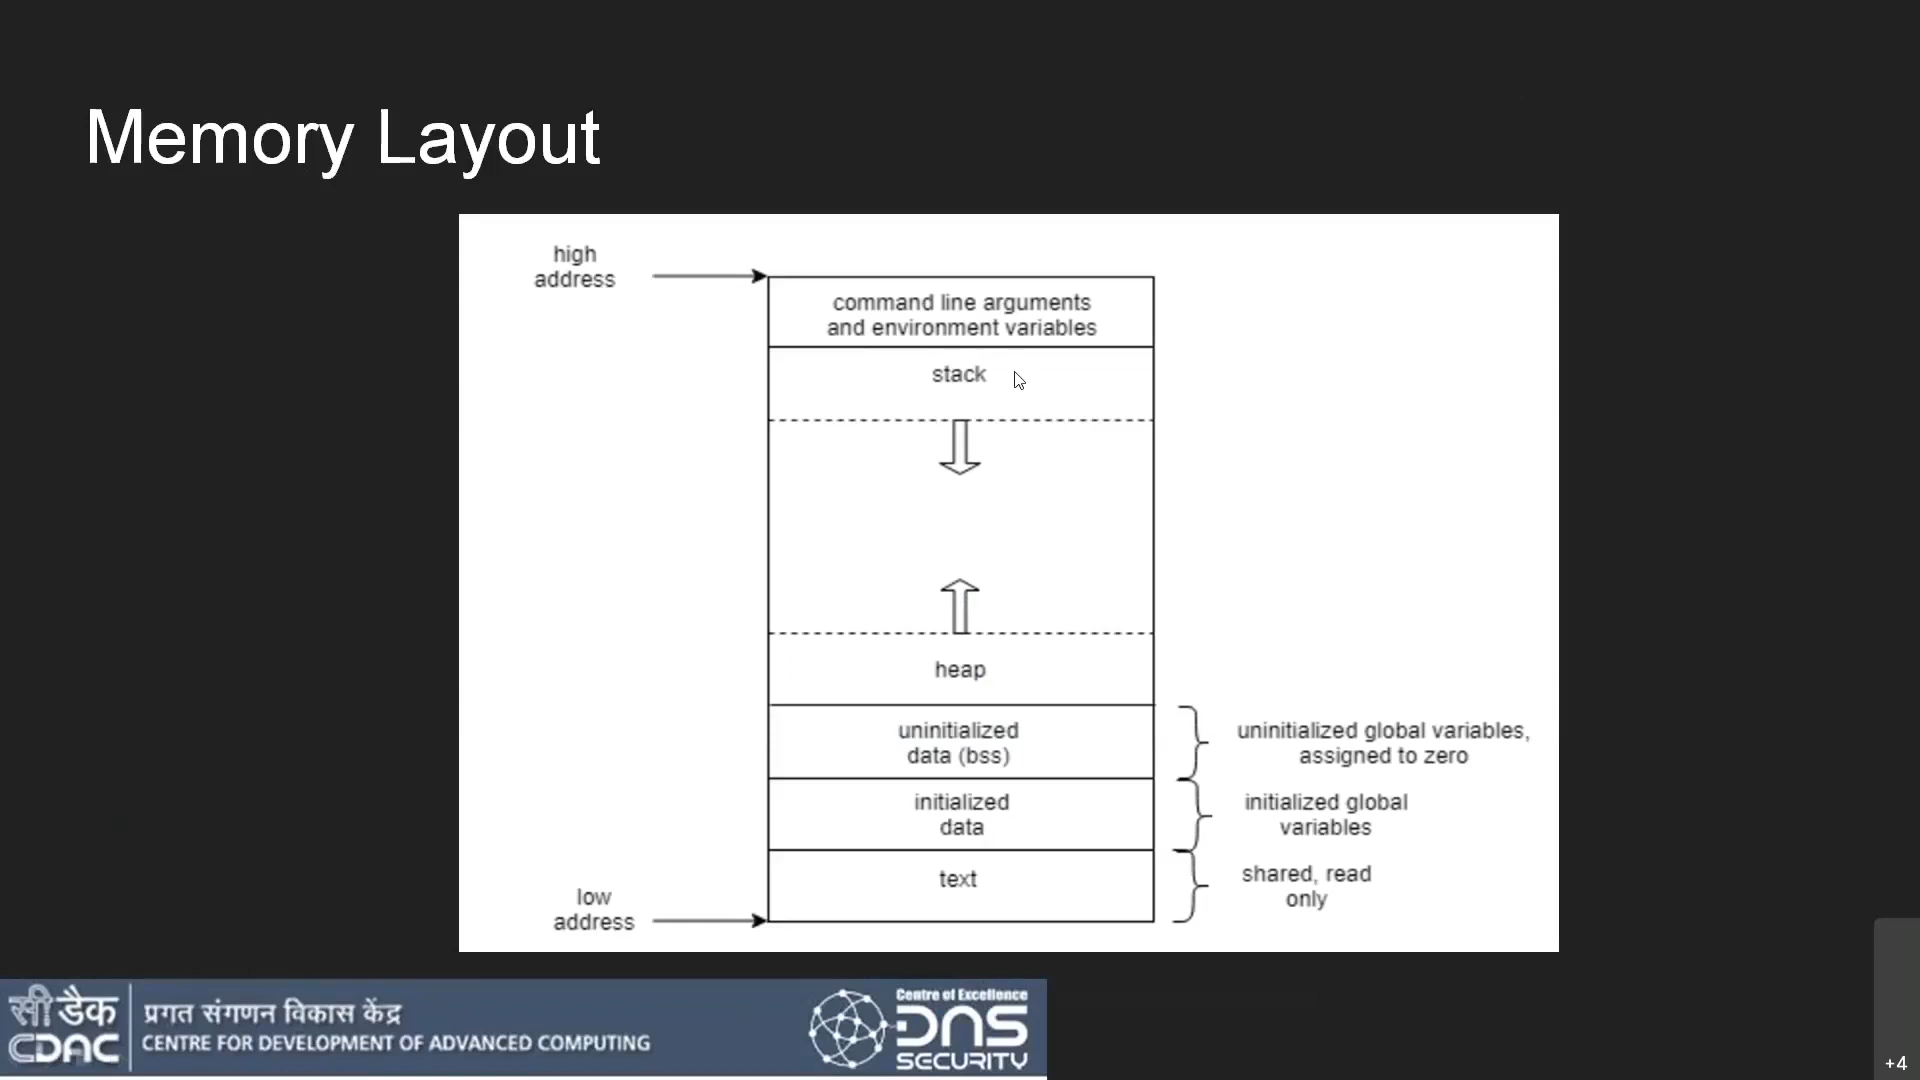 Memory Layout
high
address
command line arguments
and environment variables
stack
heap
uninitialized
data (bss)
uninitialized global variables,
assigned to zero
initialized
data
initialized global
variables
text
shared, read
only
low
address
सी डैक
CDAC
प्रगत संगणन विकास केंद्र
CENTRE FOR DEVELOPMENT OF ADVANCED COMPUTING
Centre of Excellence
DNS
SECURITY
+4